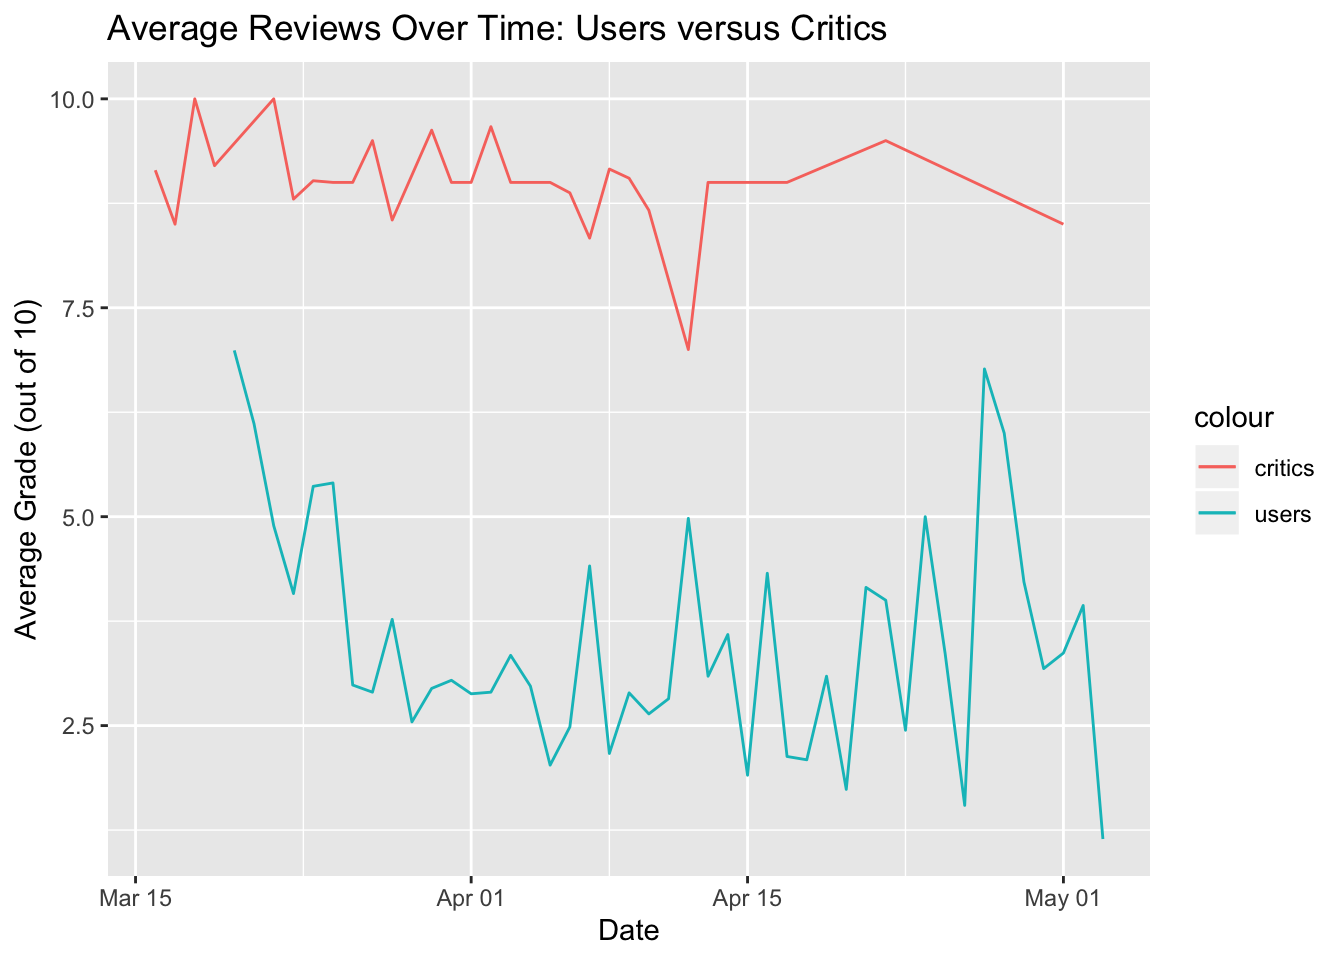 Average Reviews Over Time: Users versus Critics
10.0
7.5
5.0
2.5
Average Grade (out of 10)
Mar 15
Apr 01
Apr 15
May 01
Date
colour
critics
users